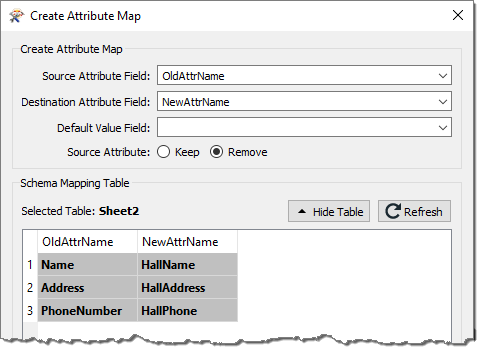 Create Attribute Map
Create Attribute Map
Source Attribute Field: OldAttrName
Destination Attribute Field: NewAttrName
Default Value Field:
Source Attribute: Keep Remove
Schema Mapping Table
Selected Table: Sheet2 Hide Table Refresh
OldAttrName NewAttrName
1 Name HallName
2 Address HallAddress
3 PhoneNumber HallPhone